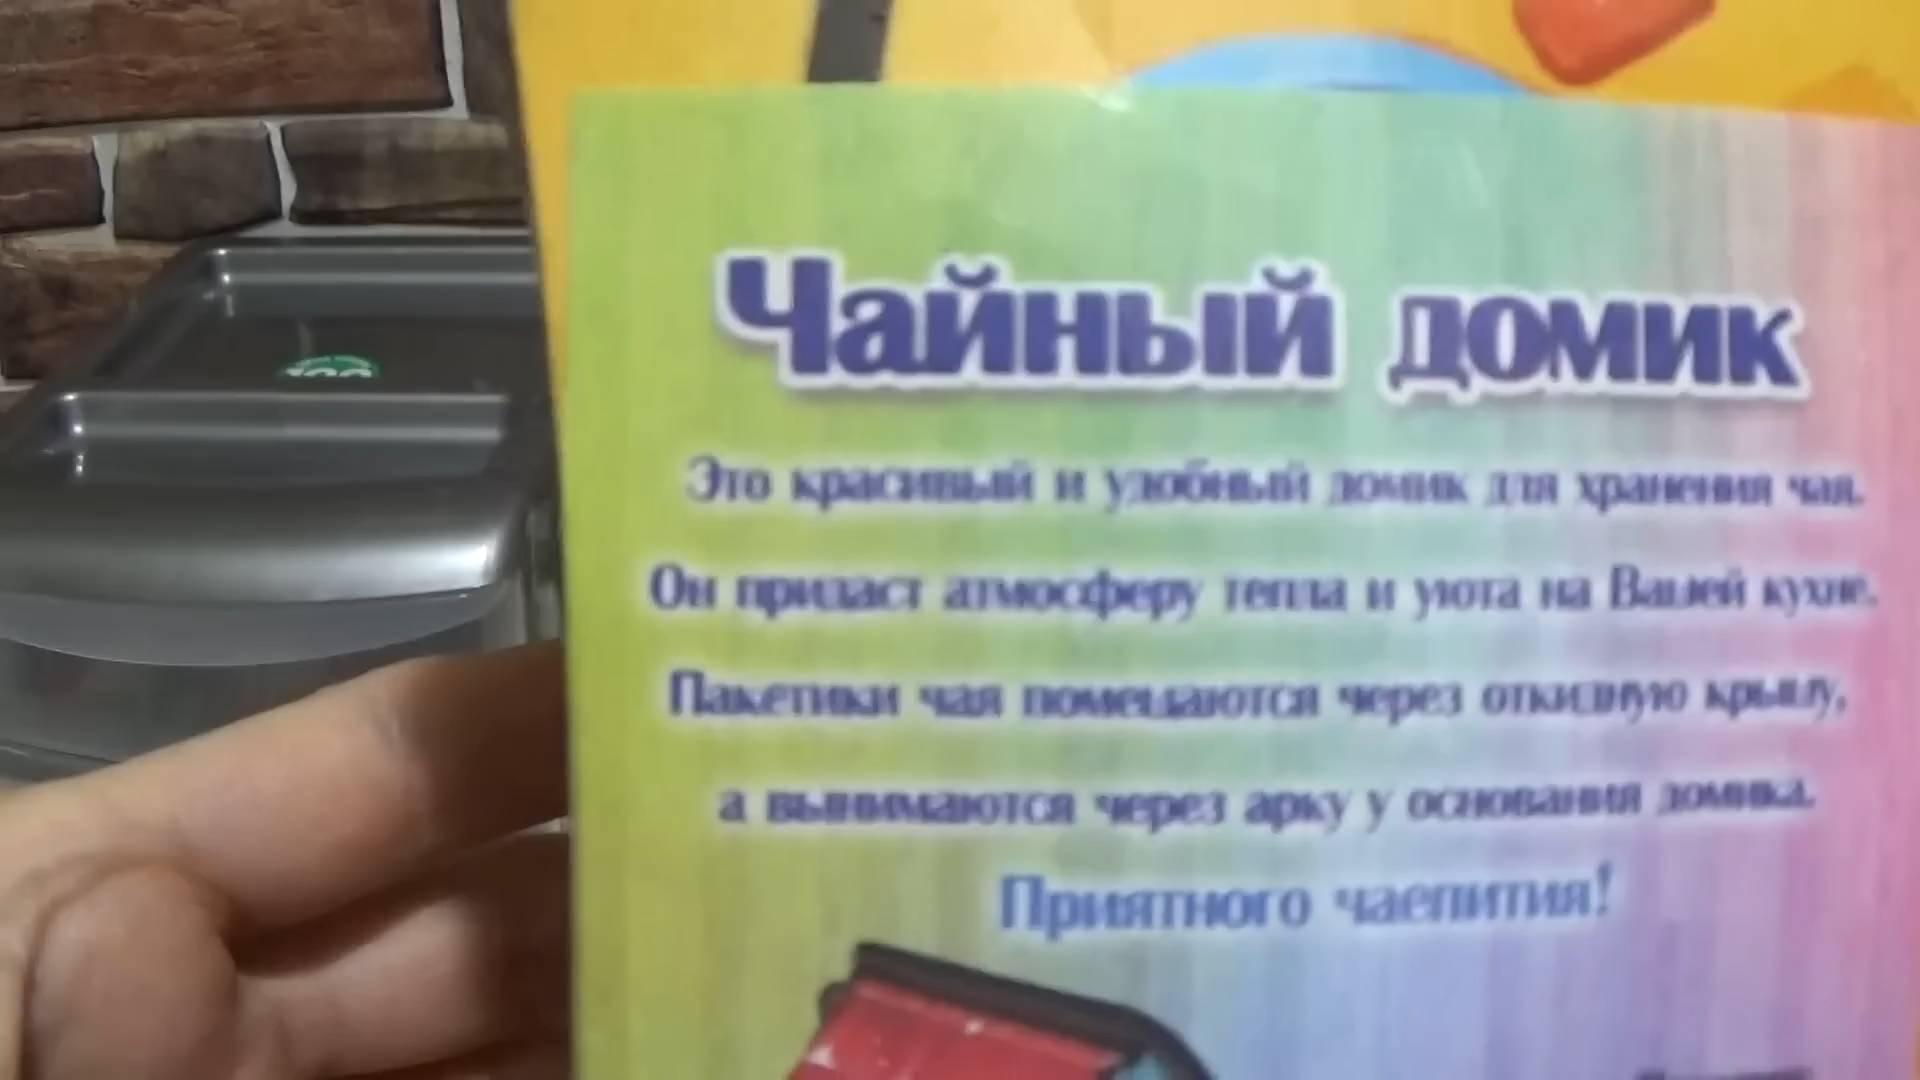 Чайный домик
Это красивый и удобный домик для хранения чая.
Он придаст атмосферу тепла и уюта на Вашей кухне.
Пакетики чая помещаются через откидную крышу,
а вынимаются через арку у основания домика.
Приятного чаепития!